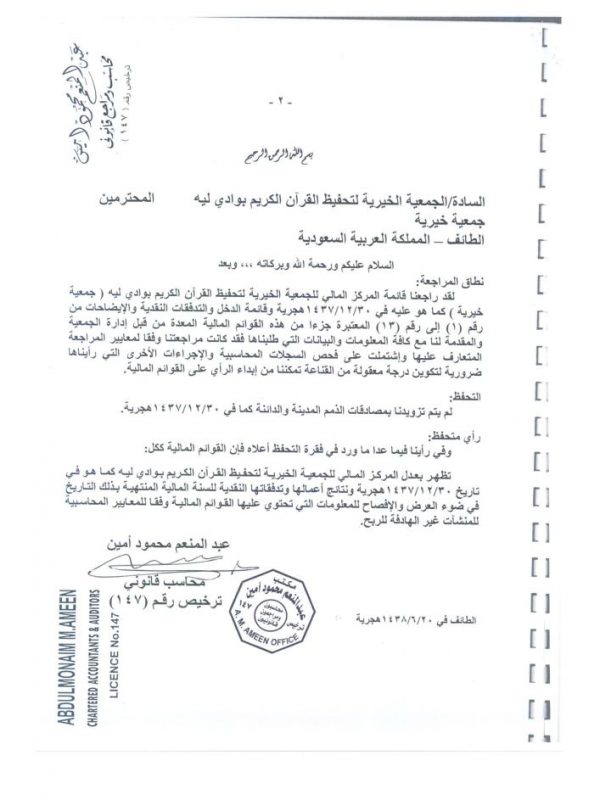 عبد المنعم محمود أمين
محاسب ومراجع قانوني
ترخيص رقم (١٤٧)
- ٢ -
بسم الله الرحمن الرحيم
السادة/الجمعية الخيرية لتحفيظ القرآن الكريم بوادي ليه المحترمين
جمعية خيرية
الطائف – المملكة العربية السعودية
السلام عليكم ورحمة الله وبركاته ،،، وبعد
نطاق المراجعة:
لقد راجعنا قائمة المركز المالي للجمعية الخيرية لتحفيظ القرآن الكريم بوادي ليه ( جمعية
خيرية ) كما هو عليه في ١٤٣٧/١٢/٣٠هجرية وقائمة الدخل والتدفقات النقدية والإيضاحات من
رقم (١) إلى رقم (١٣) المعتبرة جزءا من هذه القوائم المالية المعدة من قبل إدارة الجمعية
والمقدمة لنا مع كافة المعلومات والبيانات التي طلبناها فقد كانت مراجعتنا وفقا لمعايير المراجعة
المتعارف عليها وإشتملت على فحص السجلات المحاسبية والإجراءات الأخرى التي رأيناها
ضرورية لتكوين درجة معقولة من القناعة تمكننا من إبداء الرأي على القوائم المالية.
التحفظ:
لم يتم تزويدنا بمصادقات الذمم المدينة والدائنة كما في ١٤٣٧/١٢/٣٠هجرية.
رأي متحفظ:
وفي رأينا فيما عدا ما ورد في فقرة التحفظ أعلاه فإن القوائم المالية ككل:
تظهر بعدل المركز المالي للجمعية الخيرية لتحفيظ القرآن الكريم بوادي ليه كما هو في
تاريخ ١٤٣٧/١٢/٣٠هجرية ونتائج أعمالها وتدفقاتها النقدية للسنة المالية المنتهية بذلك التاريخ
في ضوء العرض والإفصاح للمعلومات التي تحتوي عليها القوائم المالية وفقا للمعايير المحاسبية
للمنشآت غير الهادفة للربح.
عبد المنعم محمود أمين
محاسب قانوني
ترخيص رقم (١٤٧)
مكتب
عبد المنعم محمود أمين
محاسبون
ومراجعون
قانونيون
ترخيص ١٤٧
A. M. AMEEN OFFICE
الطائف في ١٤٣٨/٦/٢٠هجرية
ABDULMONAIM M.AMEEN
CHARTERED ACCOUNTANTS & AUDITORS
LICENCE No.147